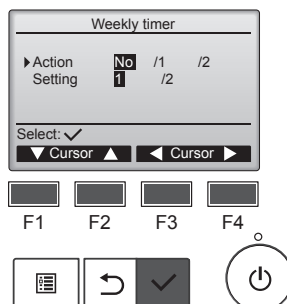 Weekly timer
Action No /1 /2
Setting 1 /2
Select: ✓
▼ Cursor ▲ ◀ Cursor ▶
F1 F2 F3 F4